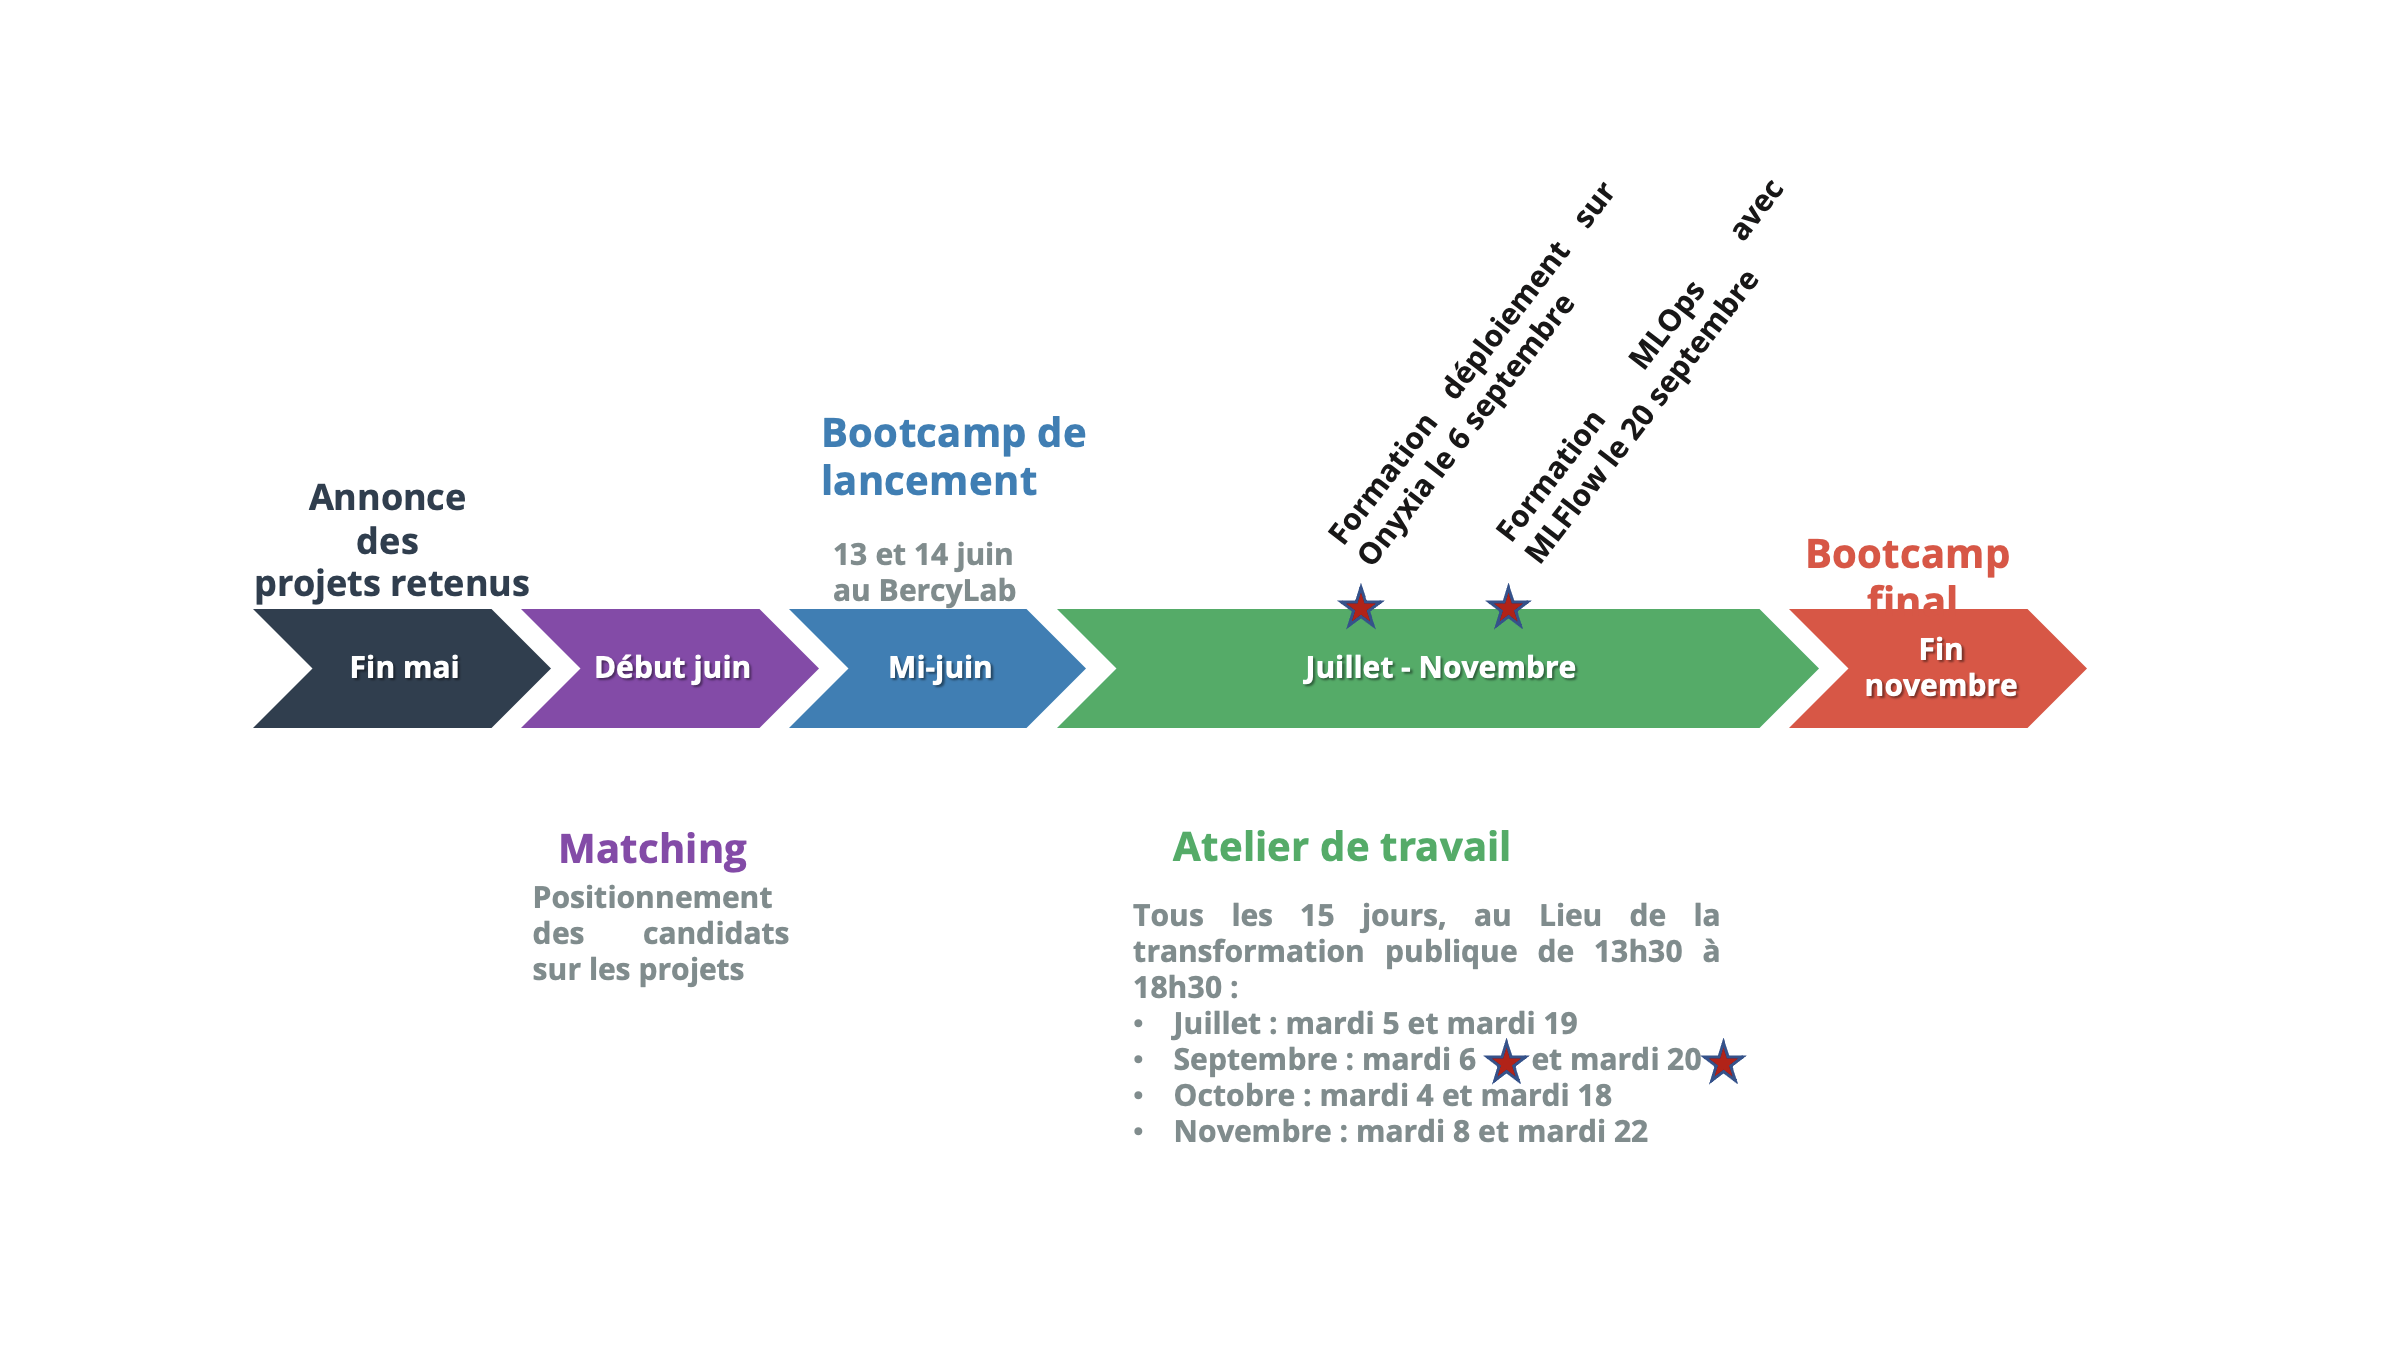 Annonce
des
projets retenus
Bootcamp de
lancement
13 et 14 juin
au BercyLab
Formation déploiement sur
Onyxia le 6 septembre
Formation MLOps avec
MLFlow le 20 septembre
Bootcamp
final
Fin mai
Début juin
Mi-juin
Juillet - Novembre
Fin
novembre
Matching
Positionnement
des candidats
sur les projets
Atelier de travail
Tous les 15 jours, au Lieu de la
transformation publique de 13h30 à
18h30 :
• Juillet : mardi 5 et mardi 19
• Septembre : mardi 6 et mardi 20
• Octobre : mardi 4 et mardi 18
• Novembre : mardi 8 et mardi 22